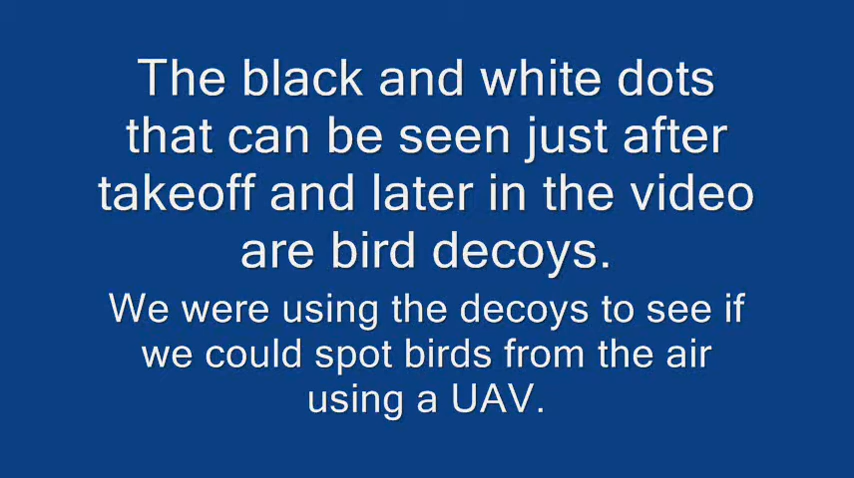 The black and white dots
that can be seen just after
takeoff and later in the video
are bird decoys.
We were using the decoys to see if
we could spot birds from the air
using a UAV.